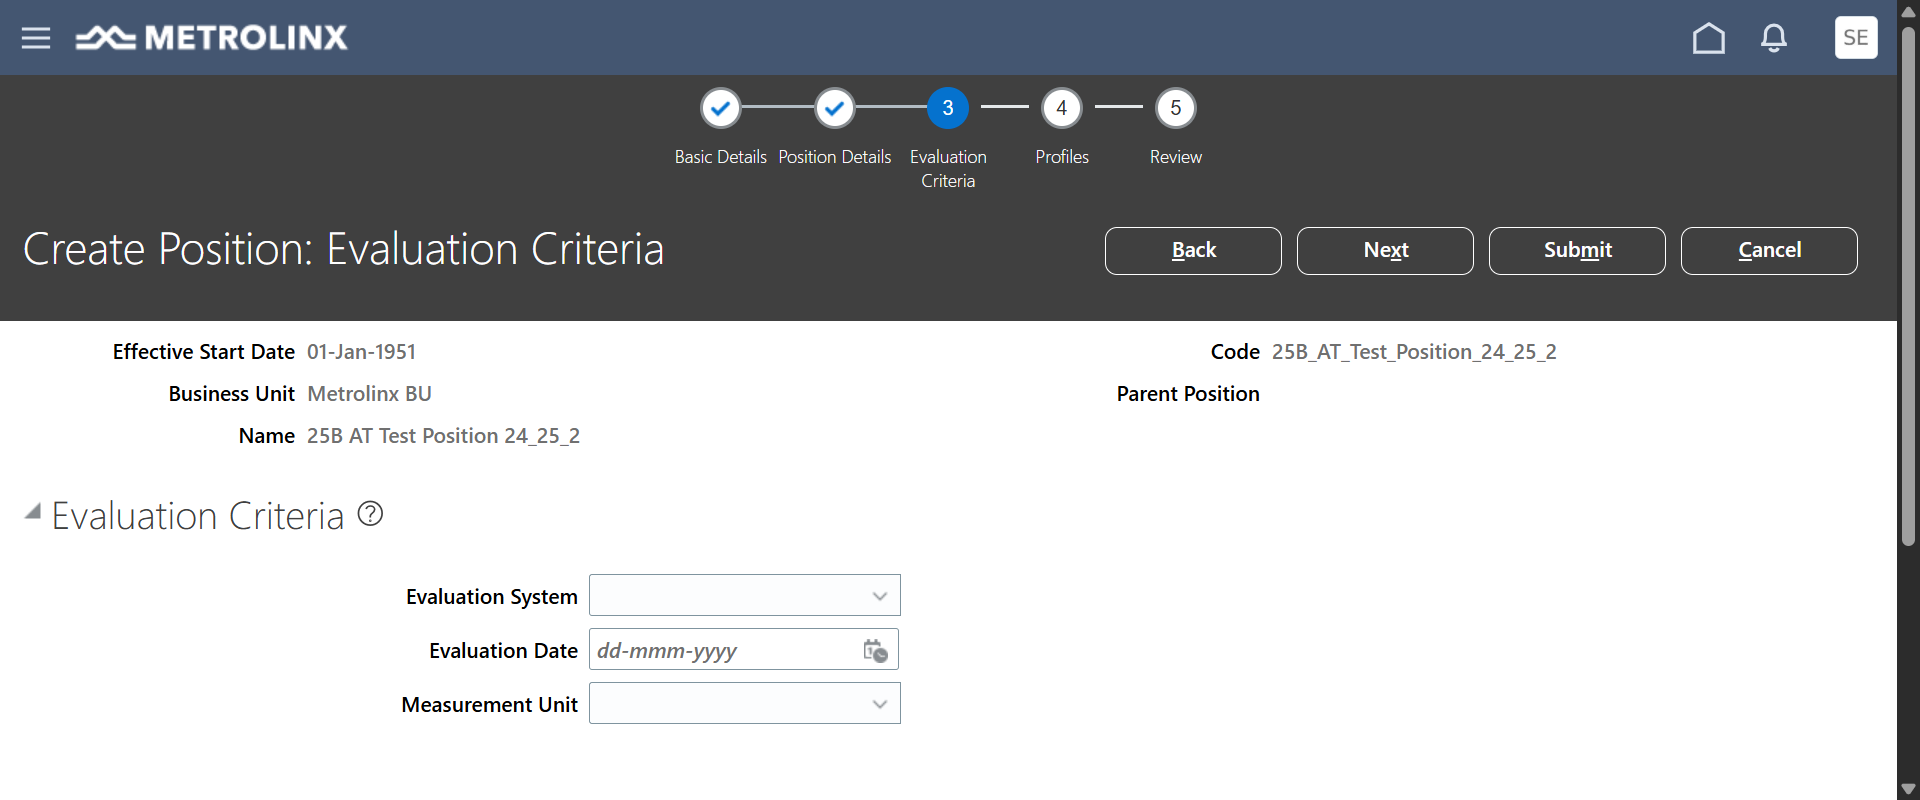 METROLINX
SE
3
4
5
Basic Details
Position Details
Evaluation Criteria
Profiles
Review
Create Position: Evaluation Criteria
Back
Next
Submit
Cancel
Effective Start Date 01-Jan-1951
Code 25B_AT_Test_Position_24_25_2
Business Unit Metrolinx BU
Parent Position
Name 25B AT Test Position 24_25_2
Evaluation Criteria ?
Evaluation System
Evaluation Date dd-mmm-yyyy
Measurement Unit